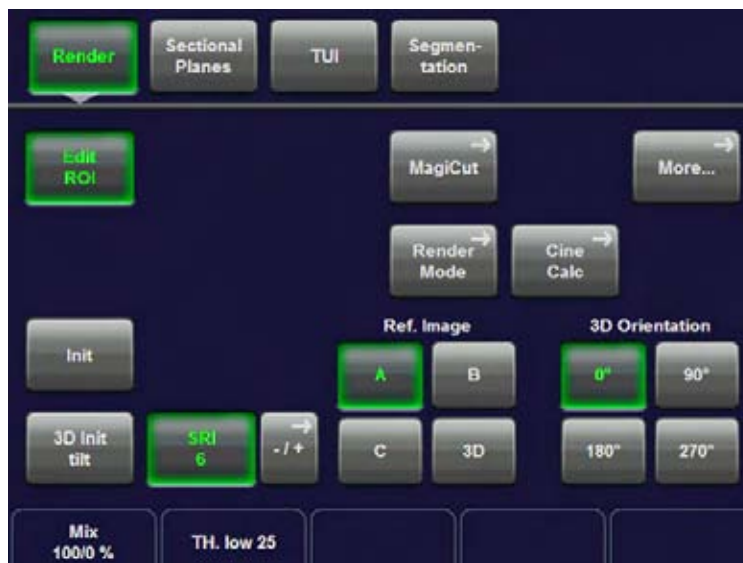 Render
Sectional
Planes
TUI
Segmen-
tation
Edit
ROI
MagiCut
More...
Render
Mode
Cine
Calc
Ref. Image
3D Orientation
Init
A
B
0°
90°
3D Init
tilt
SRI
6
- / +
C
3D
180°
270°
Mix
100/0 %
TH. low 25